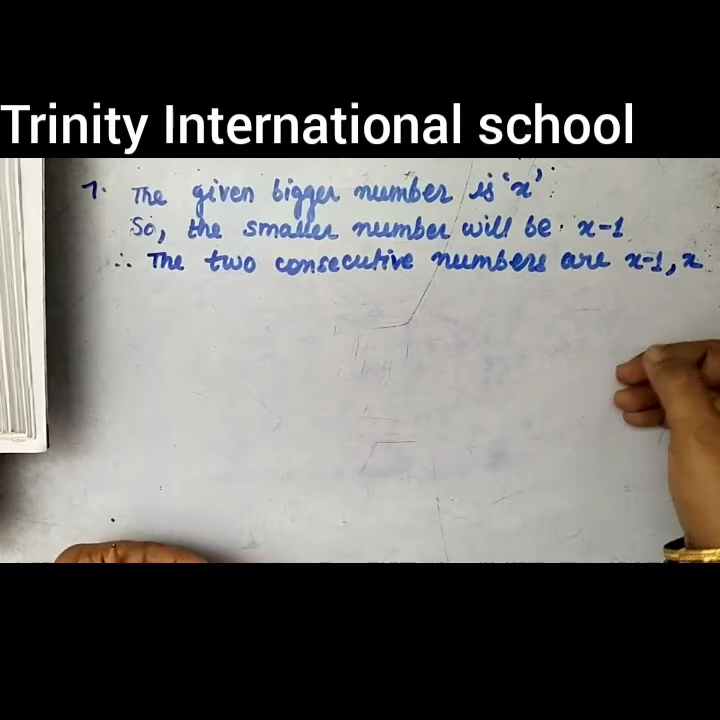 Trinity International school
7. The given bigger number is 'x'.
So, the smaller number will be x-1
∴ The two consecutive numbers are x-1, x